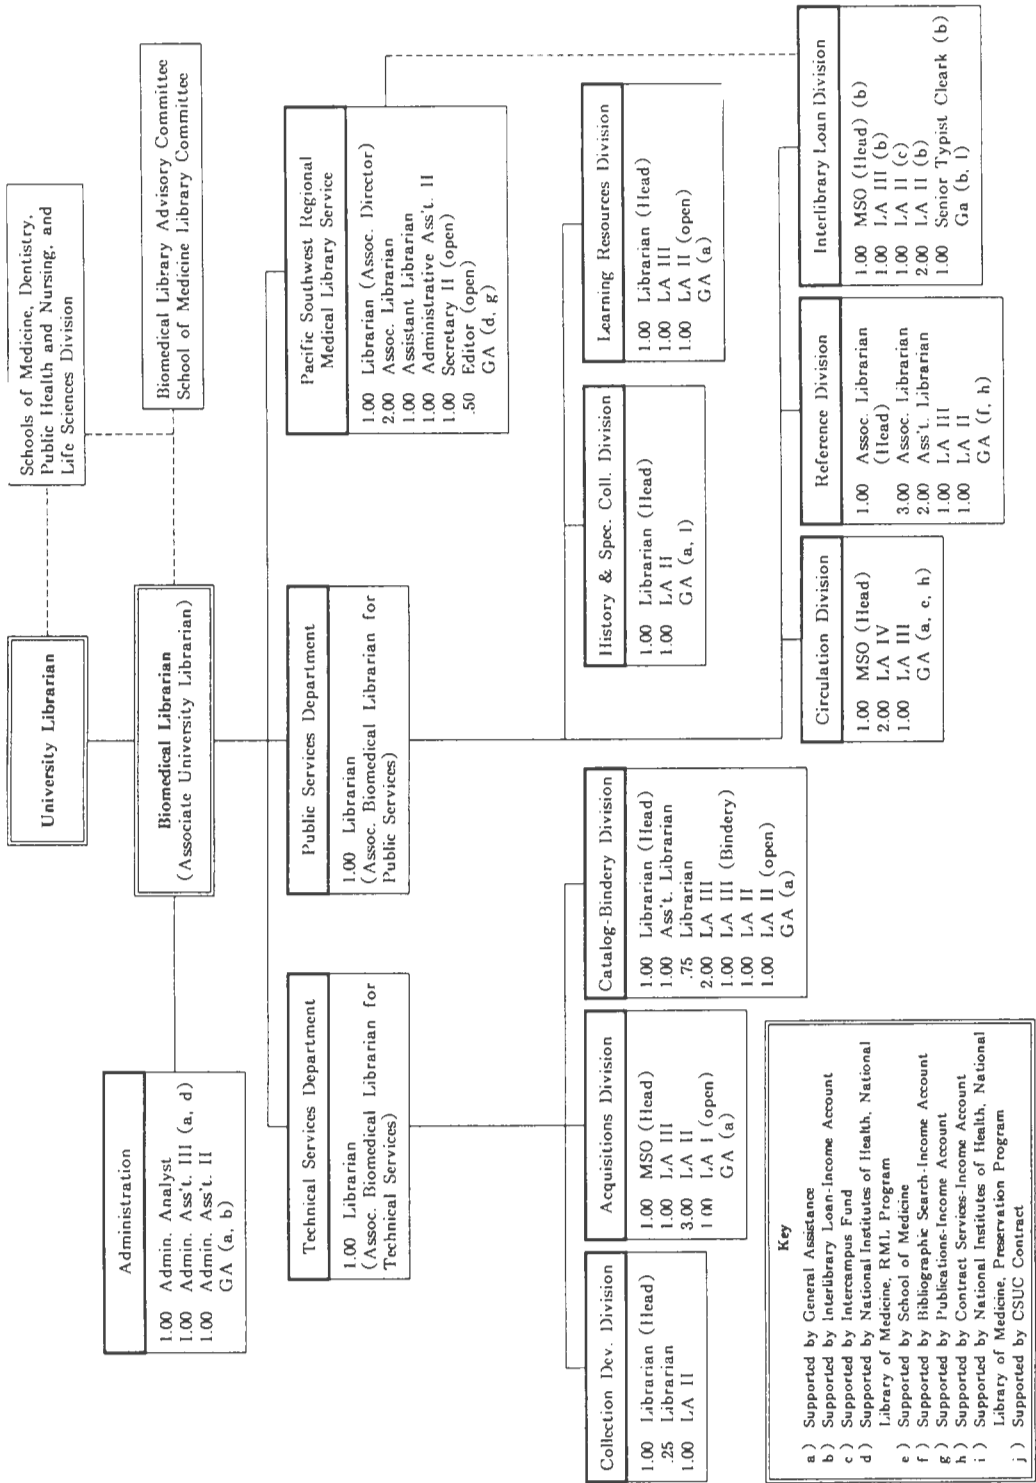 University Librarian
Schools of Medicine, Dentistry,
Public Health and Nursing, and
Life Sciences Division
Biomedical Librarian
(Associate University Librarian)
Biomedical Library Advisory Committee
School of Medicine Library Committee
Administration
1.00 Admin. Analyst
1.00 Admin. Ass't. III (a, d)
1.00 Admin. Ass't. II
GA (a, b)
Technical Services Department
1.00 Librarian
(Assoc. Biomedical Librarian for
Technical Services)
Public Services Department
1.00 Librarian
(Assoc. Biomedical Librarian for
Public Services)
Pacific Southwest Regional
Medical Library Service
1.00 Librarian (Assoc. Director)
2.00 Assoc. Librarian
1.00 Assistant Librarian
1.00 Administrative Ass't. II
1.00 Secretary II (open)
.50 Editor (open)
GA (d, g)
Collection Dev. Division
1.00 Librarian (Head)
.25 Librarian
1.00 LA II
Acquisitions Division
1.00 MSO (Head)
1.00 LA III
3.00 LA II
1 00 LA I (open)
GA (a)
Catalog-Bindery Division
1.00 Librarian (Head)
1.00 Ass't. Librarian
.75 Librarian
2.00 LA III
1.00 LA III (Bindery)
1.00 LA II
1.00 LA II (open)
GA (a)
History & Spec. Coll. Division
1.00 Librarian (Head)
1.00 LA II
GA (a, l)
Learning Resources Division
1.00 Librarian (Head)
1.00 LA III
1.00 LA II (open)
GA (a)
Circulation Division
1.00 MSO (Head)
2.00 LA IV
1.00 LA III
GA (a, e, h)
Reference Division
1.00 Assoc. Librarian
(Head)
3.00 Assoc. Librarian
2.00 Ass't. Librarian
1.00 LA III
1.00 LA II
GA (f, h)
Interlibrary Loan Division
1.00 MSO (Head) (b)
1.00 LA III (b)
1.00 LA II (c)
2.00 LA II (b)
1.00 Senior Typist Cleark (b)
Ga (b, l)
Key
a ) Supported by General Assistance
b ) Supported by Interlibrary Loan-Income Account
c ) Supported by Intercampus Fund
d ) Supported by National Institutes of Health, National
Library of Medicine, RML Program
e ) Supported by School of Medicine
f ) Supported by Bibliographic Search-Income Account
g ) Supported by Publications-Income Account
h ) Supported by Contract Services-Income Account
i ) Supported by National Institutes of Health, National
Library of Medicine, Preservation Program
j ) Supported by CSUC Contract